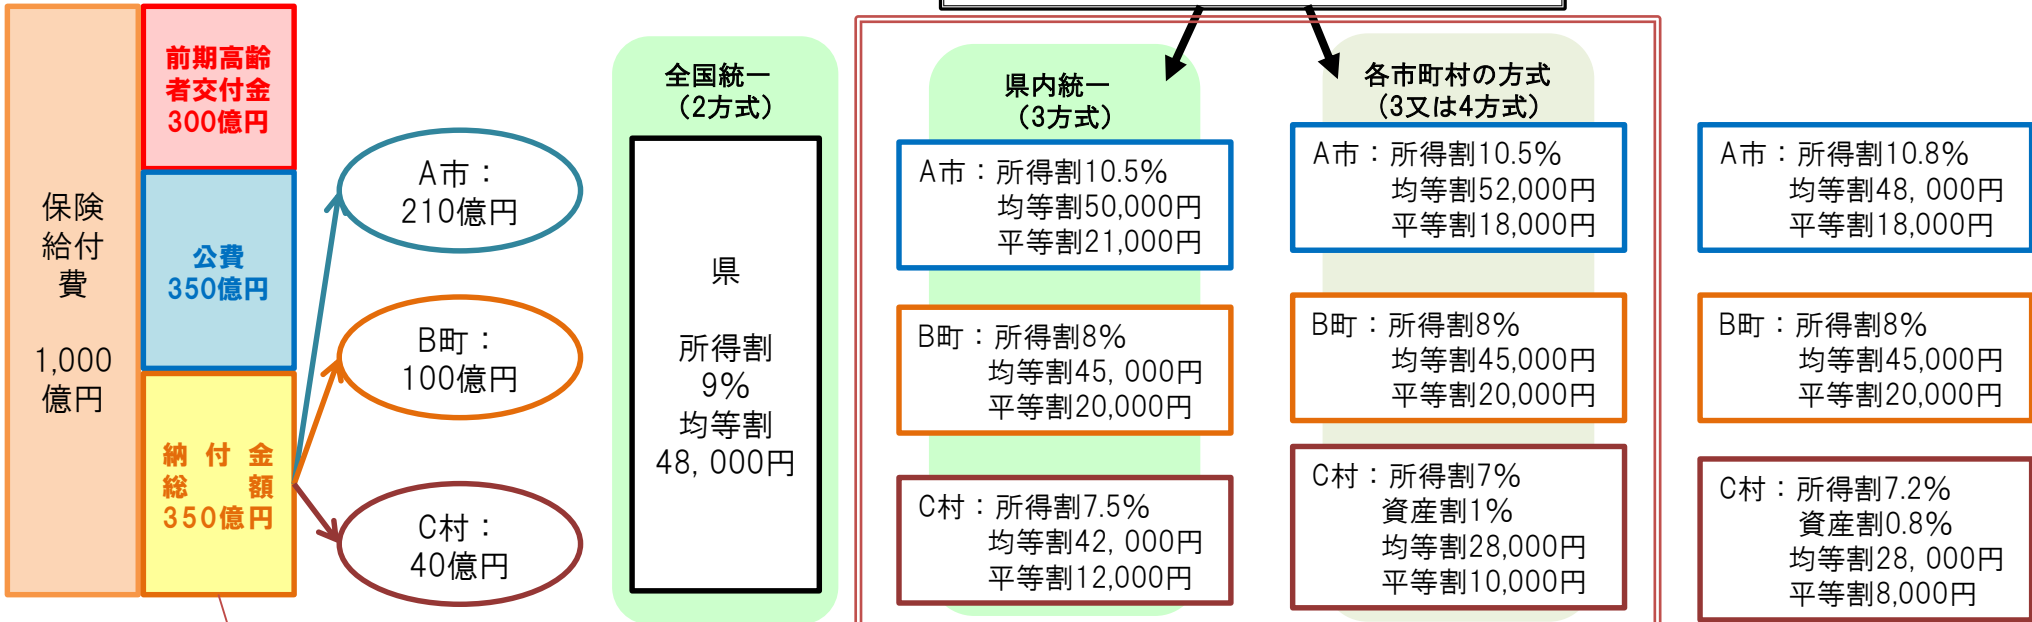 保険
給付
費
1,000
億円
前期高齢
者交付金
300億円
公費
350億円
納付金
総額
350億円
A市：
210億円
B町：
100億円
C村：
40億円
全国統一
（2方式）
県
所得割
9%
均等割
48,000円
県内統一
（3方式）
A市：所得割10.5%
均等割50,000円
平等割21,000円
B町：所得割8%
均等割45,000円
平等割20,000円
C村：所得割7.5%
均等割42,000円
平等割12,000円
各市町村の方式
（3又は4方式）
A市：所得割10.5%
均等割52,000円
平等割18,000円
B町：所得割8%
均等割45,000円
平等割20,000円
C村：所得割7%
資産割1%
均等割28,000円
平等割10,000円
A市：所得割10.8%
均等割48,000円
平等割18,000円
B町：所得割8%
均等割45,000円
平等割20,000円
C村：所得割7.2%
資産割0.8%
均等割28,000円
平等割8,000円